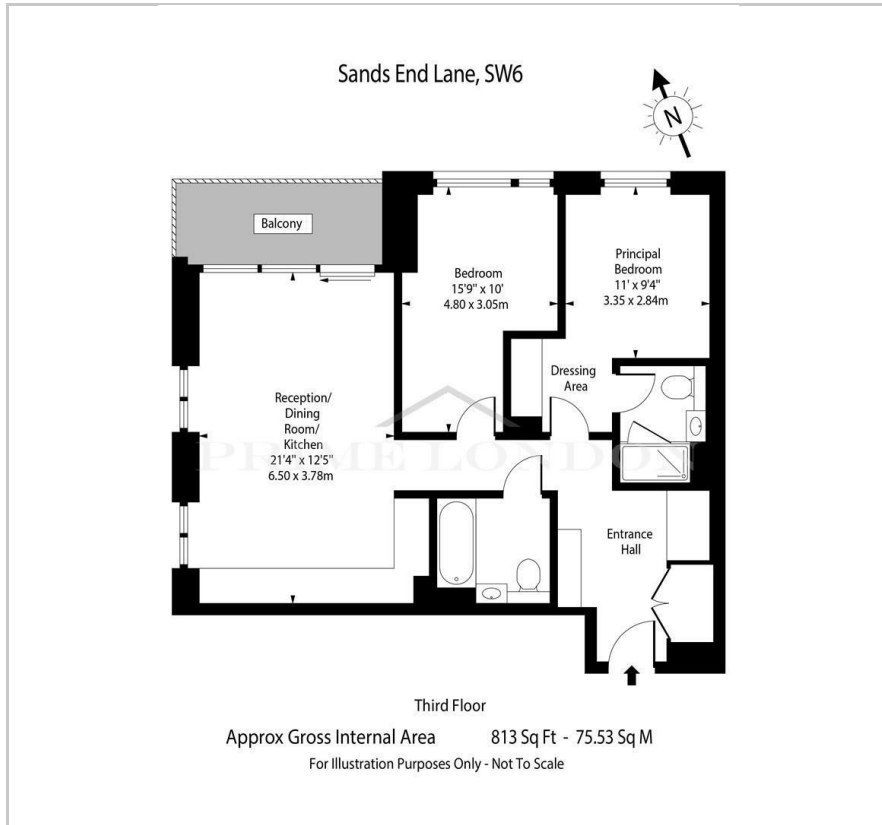 Sands End Lane, SW6
N
Balcony
Bedroom
15'9" x 10'
4.80 x 3.05m
Principal
Bedroom
11' x 9'4"
3.35 x 2.84m
Dressing
Area
Reception/
Dining
Room/
Kitchen
21'4" x 12'5"
6.50 x 3.78m
PRIME LONDON
Entrance
Hall
Third Floor
Approx Gross Internal Area 813 Sq Ft - 75.53 Sq M
For Illustration Purposes Only - Not To Scale